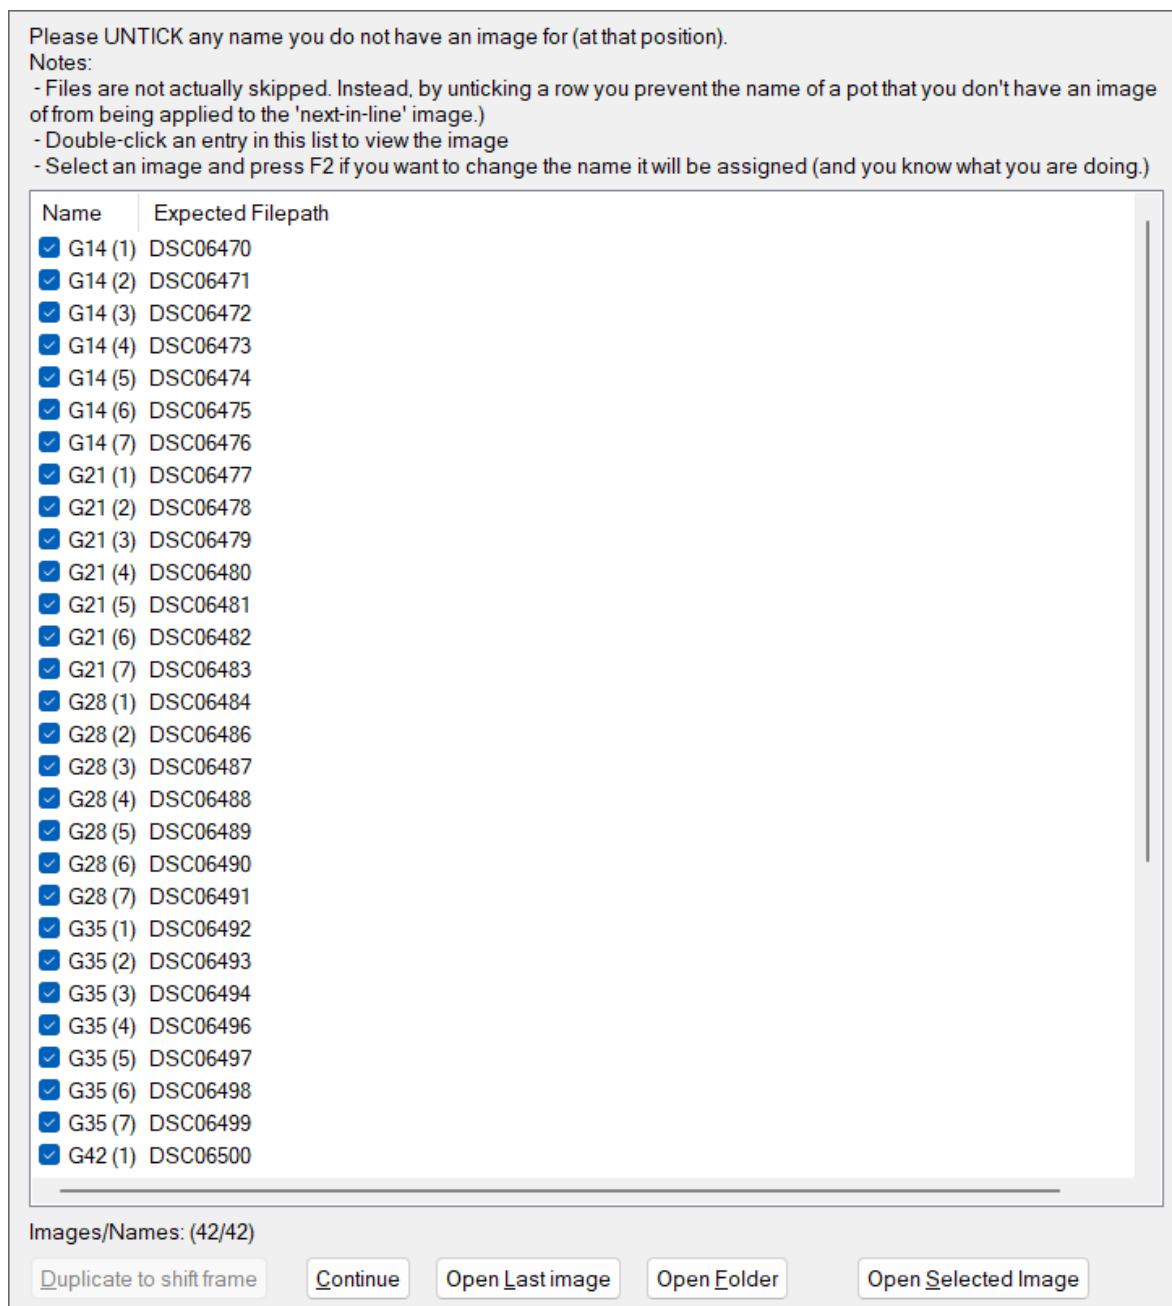 Please UNTICK any name you do not have an image for (at that position).
Notes:
- Files are not actually skipped. Instead, by unticking a row you prevent the name of a pot that you don't have an image
of from being applied to the 'next-in-line' image.)
- Double-click an entry in this list to view the image
- Select an image and press F2 if you want to change the name it will be assigned (and you know what you are doing.)
Name Expected Filepath
G14 (1) DSC06470
G14 (2) DSC06471
G14 (3) DSC06472
G14 (4) DSC06473
G14 (5) DSC06474
G14 (6) DSC06475
G14 (7) DSC06476
G21 (1) DSC06477
G21 (2) DSC06478
G21 (3) DSC06479
G21 (4) DSC06480
G21 (5) DSC06481
G21 (6) DSC06482
G21 (7) DSC06483
G28 (1) DSC06484
G28 (2) DSC06486
G28 (3) DSC06487
G28 (4) DSC06488
G28 (5) DSC06489
G28 (6) DSC06490
G28 (7) DSC06491
G35 (1) DSC06492
G35 (2) DSC06493
G35 (3) DSC06494
G35 (4) DSC06496
G35 (5) DSC06497
G35 (6) DSC06498
G35 (7) DSC06499
G42 (1) DSC06500
Images/Names: (42/42)
Duplicate to shift frame Continue Open Last image Open Folder Open Selected Image